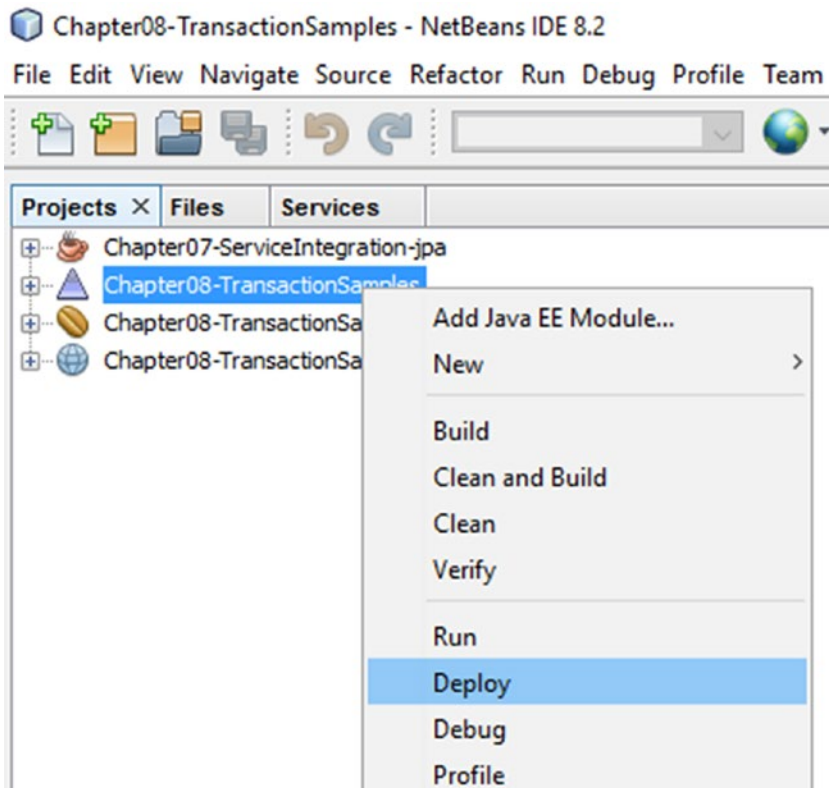 Chapter08-TransactionSamples - NetBeans IDE 8.2
File Edit View Navigate Source Refactor Run Debug Profile Team
Projects Files Services
Chapter07-ServiceIntegration-jpa
Chapter08-TransactionSamples
Chapter08-TransactionSa
Chapter08-TransactionSa
Add Java EE Module...
New
Build
Clean and Build
Clean
Verify
Run
Deploy
Debug
Profile